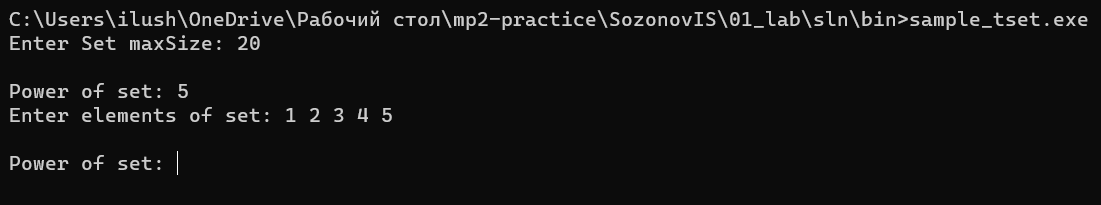 C:\Users\ilush\OneDrive\Рабочий стол\mp2-practice\SozonovIS\01_lab\sln\bin>sample_tset.exe
Enter Set maxSize: 20
Power of set: 5
Enter elements of set: 1 2 3 4 5
Power of set: